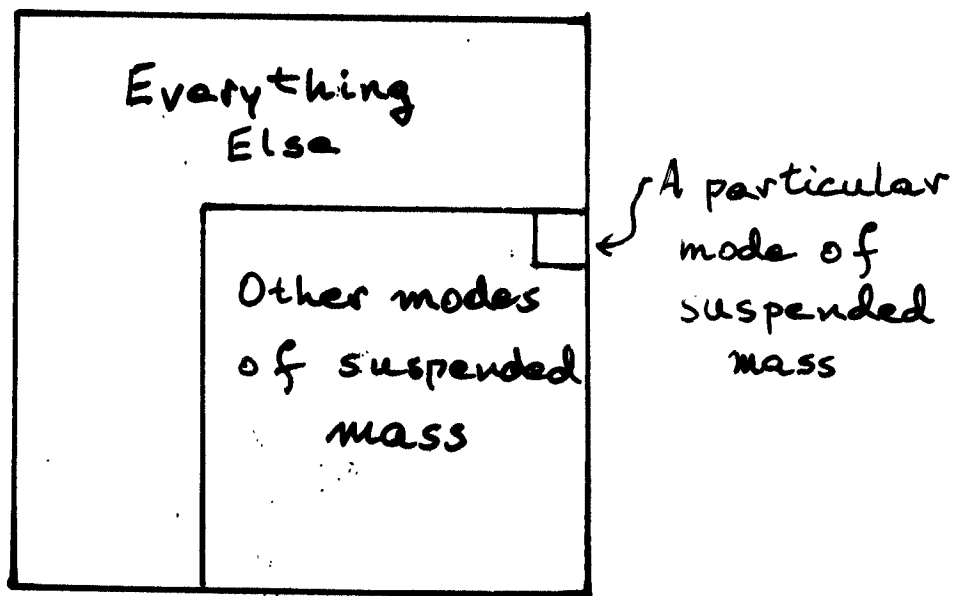 Everything
Else
A particular
mode of
suspended
mass
Other modes
of suspended
mass